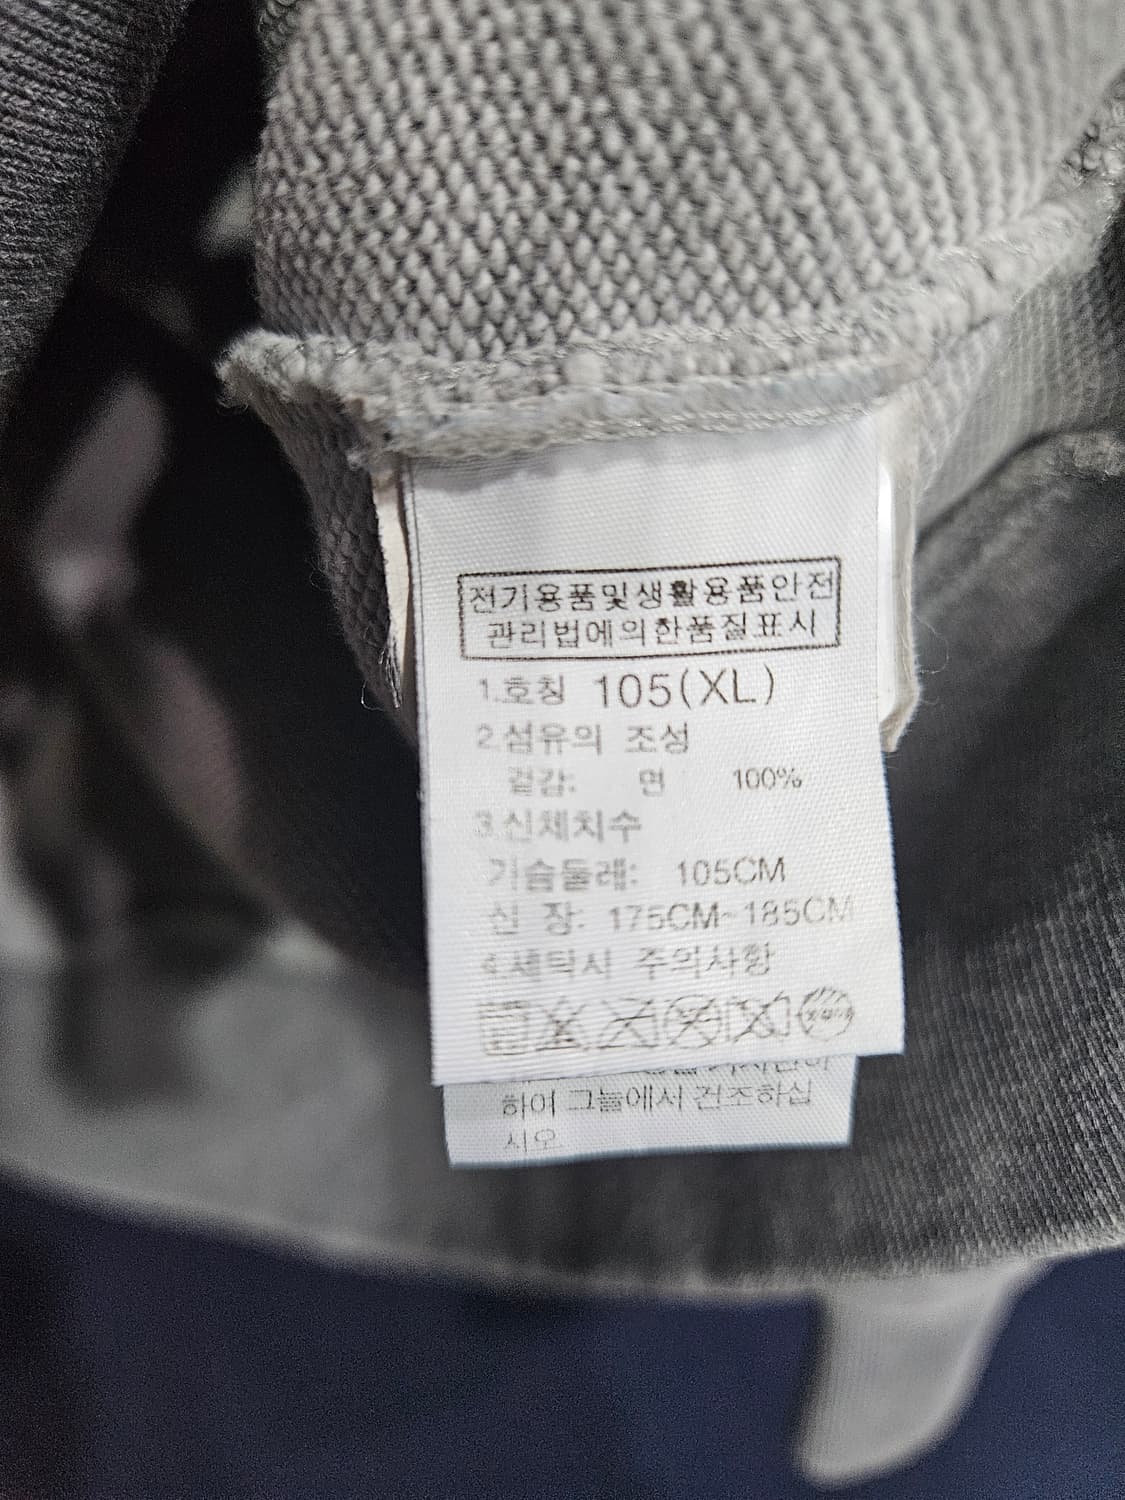 전기용품및생활용품안전
관리법에의한품질표시
1.호칭 105(XL)
2.섬유의 조성
겉감: 면 100%
3.신체치수
가슴둘레: 105CM
신 장: 175CM~185CM
4.세탁시 주의사항
하여 그늘에서 건조하십
시오